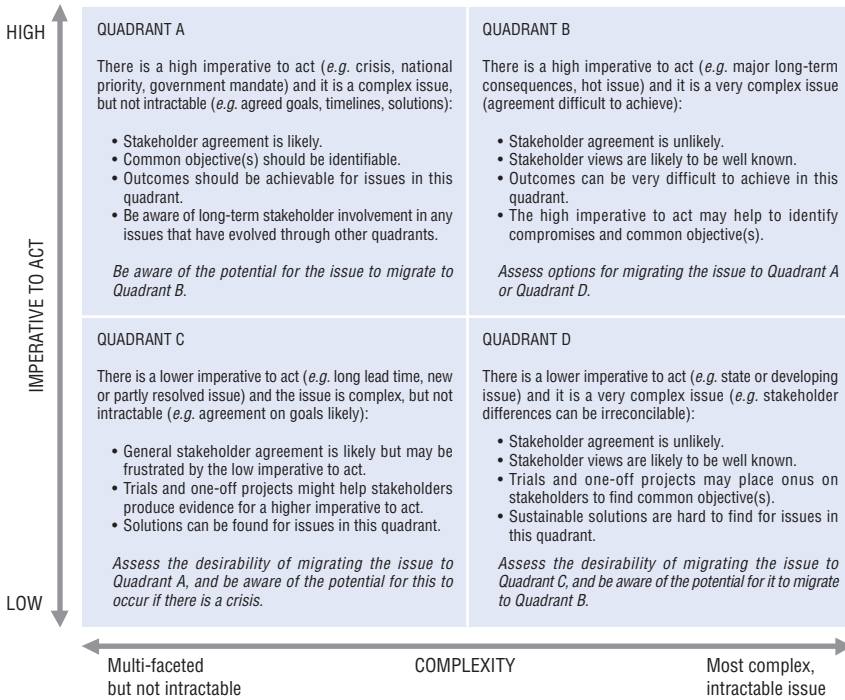 HIGH
QUADRANT A
There is a high imperative to act (e.g. crisis, national
priority, government mandate) and it is a complex issue,
but not intractable (e.g. agreed goals, timelines, solutions):
• Stakeholder agreement is likely.
• Common objective(s) should be identifiable.
• Outcomes should be achievable for issues in this
quadrant.
• Be aware of long-term stakeholder involvement in any
issues that have evolved through other quadrants.
Be aware of the potential for the issue to migrate to
Quadrant B.
QUADRANT B
There is a high imperative to act (e.g. major long-term
consequences, hot issue) and it is a very complex issue
(agreement difficult to achieve):
• Stakeholder agreement is unlikely.
• Stakeholder views are likely to be well known.
• Outcomes can be very difficult to achieve in this
quadrant.
• The high imperative to act may help to identify
compromises and common objective(s).
Assess options for migrating the issue to Quadrant A
or Quadrant D.
IMPERATIVE TO ACT
QUADRANT C
There is a lower imperative to act (e.g. long lead time, new
or partly resolved issue) and the issue is complex, but not
intractable (e.g. agreement on goals likely):
• General stakeholder agreement is likely but may be
frustrated by the low imperative to act.
• Trials and one-off projects might help stakeholders
produce evidence for a higher imperative to act.
• Solutions can be found for issues in this quadrant.
Assess the desirability of migrating the issue to
Quadrant A, and be aware of the potential for this to
occur if there is a crisis.
QUADRANT D
There is a lower imperative to act (e.g. state or developing
issue) and it is a very complex issue (e.g. stakeholder
differences can be irreconcilable):
• Stakeholder agreement is unlikely.
• Stakeholder views are likely to be well known.
• Trials and one-off projects may place onus on
stakeholders to find common objective(s).
• Sustainable solutions are hard to find for issues in
this quadrant.
Assess the desirability of migrating the issue to
Quadrant C, and be aware of the potential for it to migrate
to Quadrant B.
LOW
Multi-faceted
but not intractable
COMPLEXITY
Most complex,
intractable issue